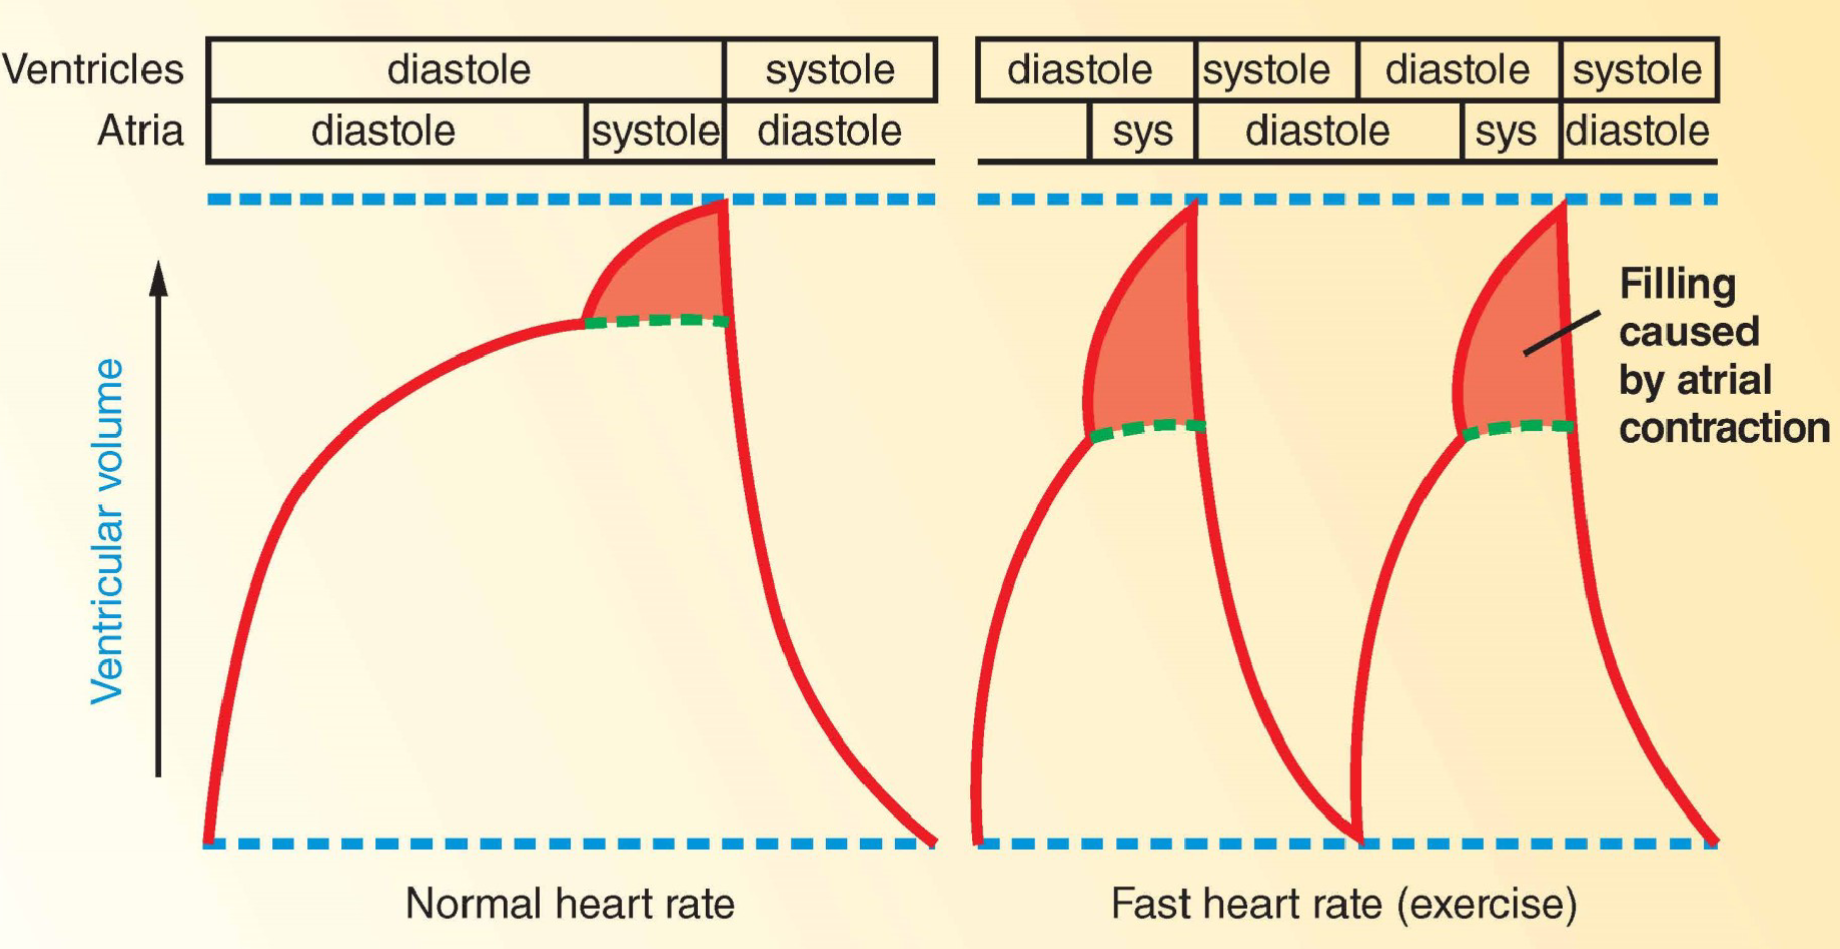 Ventricles diastole systole diastole systole diastole systole
Atria diastole systole diastole sys diastole sys diastole
Ventricular volume
Filling
caused
by atrial
contraction
Normal heart rate Fast heart rate (exercise)